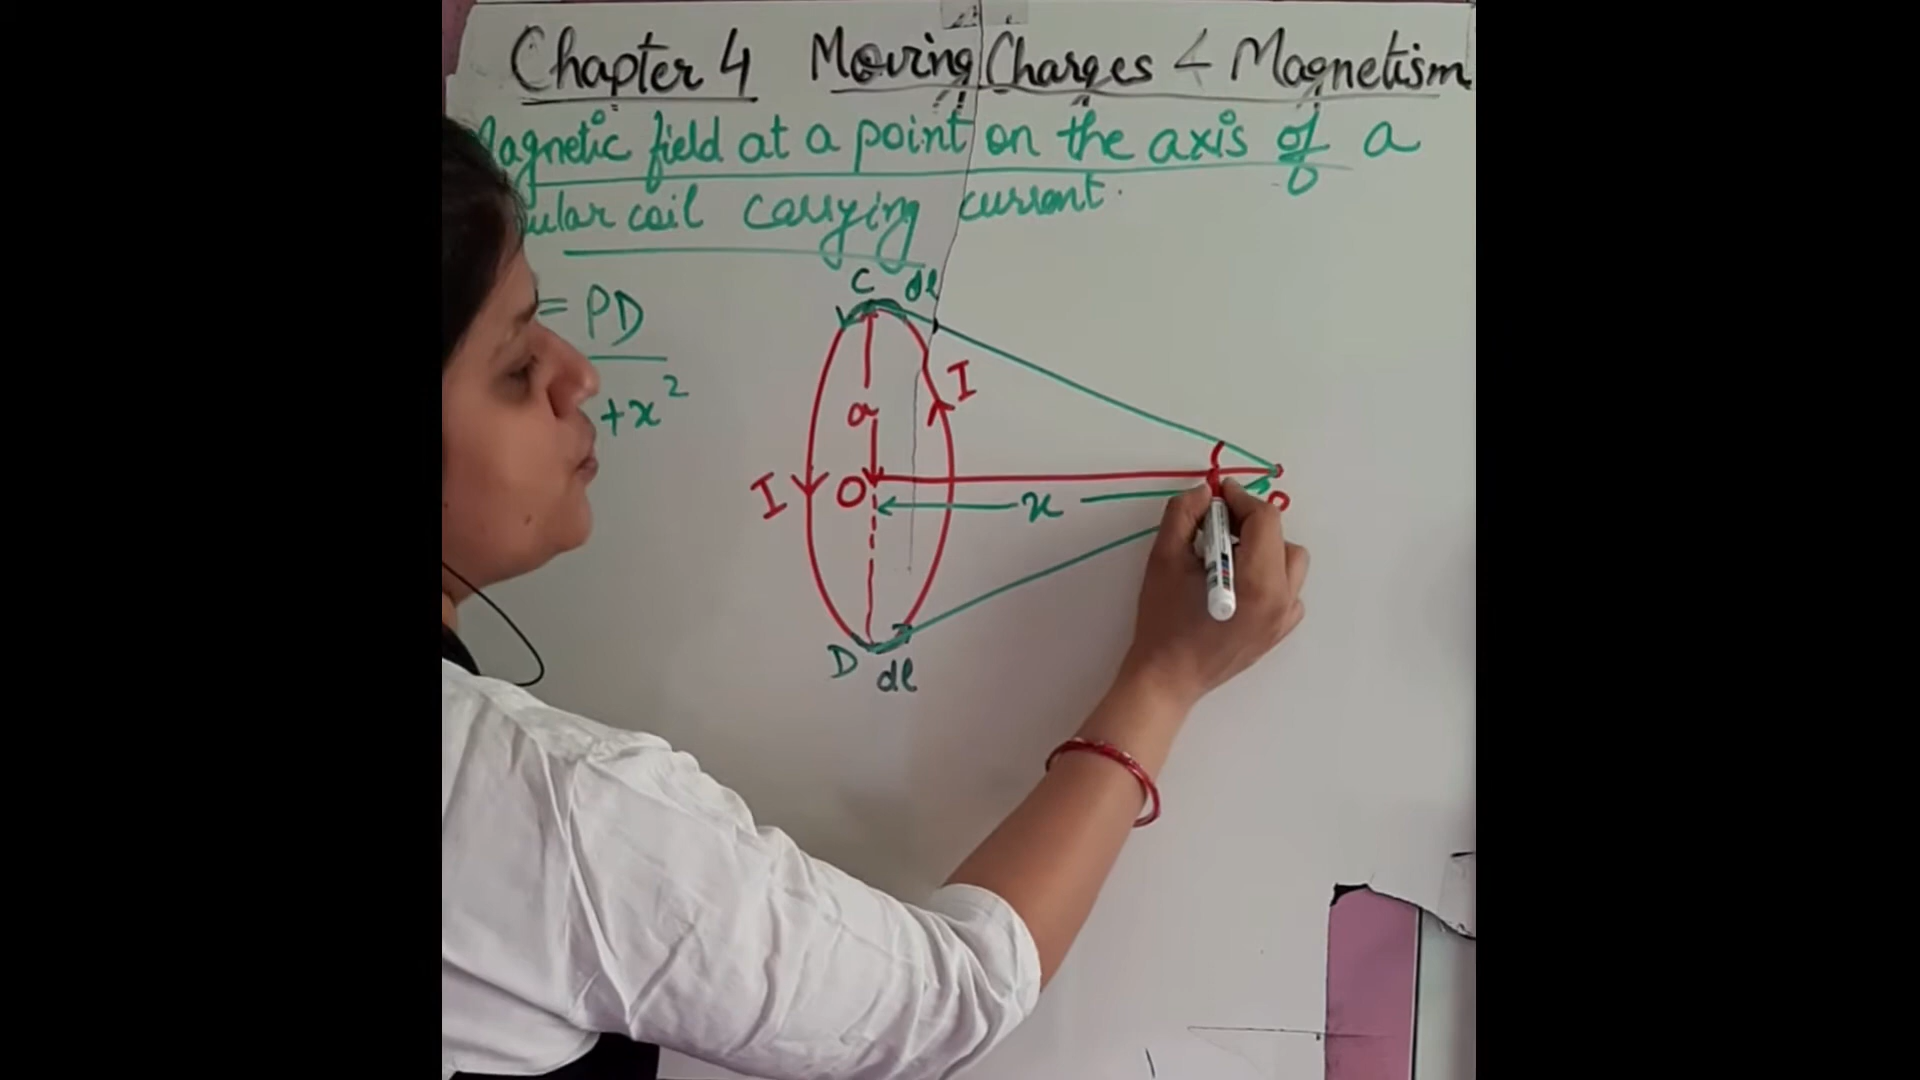 Chapter 4 Moving Charges & Magnetism
Magnetic field at a point on the axis of a
ular coil carrying current.
= PD
+x²
C dl
I
a
I
O
x
P
D
dl